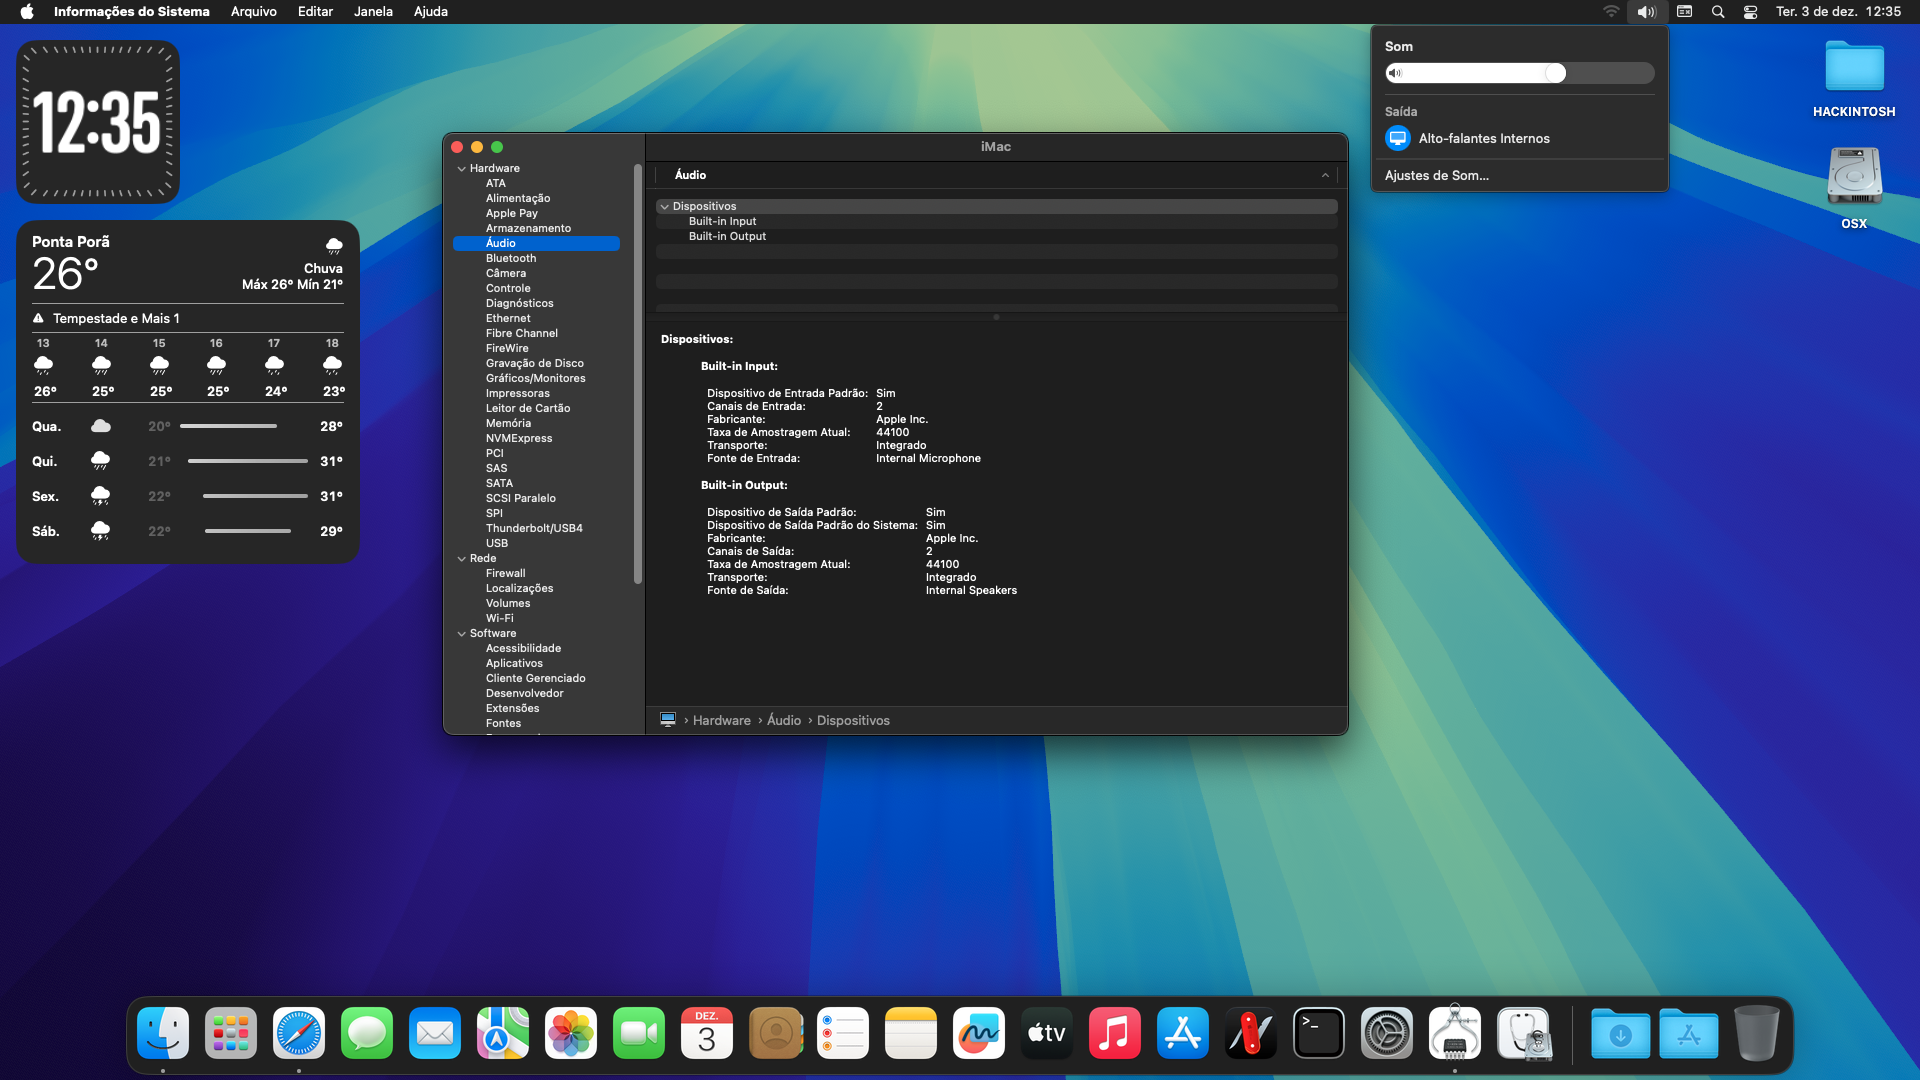 Informações do Sistema Arquivo Editar Janela Ajuda
Ter. 3 de dez. 12:35
12:35
Ponta Porã
26°
Chuva
Máx 26° Mín 21°
Tempestade e Mais 1
13 14 15 16 17 18
26° 25° 25° 25° 24° 23°
Qua. 20° 28°
Qui. 21° 31°
Sex. 22° 31°
Sáb. 22° 29°
Hardware
ATA
Alimentação
Apple Pay
Armazenamento
Áudio
Bluetooth
Câmera
Controle
Diagnósticos
Ethernet
Fibre Channel
FireWire
Gravação de Disco
Gráficos/Monitores
Impressoras
Leitor de Cartão
Memória
NVMExpress
PCI
SAS
SATA
SCSI Paralelo
SPI
Thunderbolt/USB4
USB
Rede
Firewall
Localizações
Volumes
Wi-Fi
Software
Acessibilidade
Aplicativos
Cliente Gerenciado
Desenvolvedor
Extensões
Fontes
iMac
Áudio
Dispositivos
Built-in Input
Built-in Output
Dispositivos:
Built-in Input:
Dispositivo de Entrada Padrão: Sim
Canais de Entrada: 2
Fabricante: Apple Inc.
Taxa de Amostragem Atual: 44100
Transporte: Integrado
Fonte de Entrada: Internal Microphone
Built-in Output:
Dispositivo de Saída Padrão: Sim
Dispositivo de Saída Padrão do Sistema: Sim
Fabricante: Apple Inc.
Canais de Saída: 2
Taxa de Amostragem Atual: 44100
Transporte: Integrado
Fonte de Saída: Internal Speakers
Hardware › Áudio › Dispositivos
Som
Saída
Alto-falantes Internos
Ajustes de Som...
HACKINTOSH
OSX
DEZ.
3
tv
>_